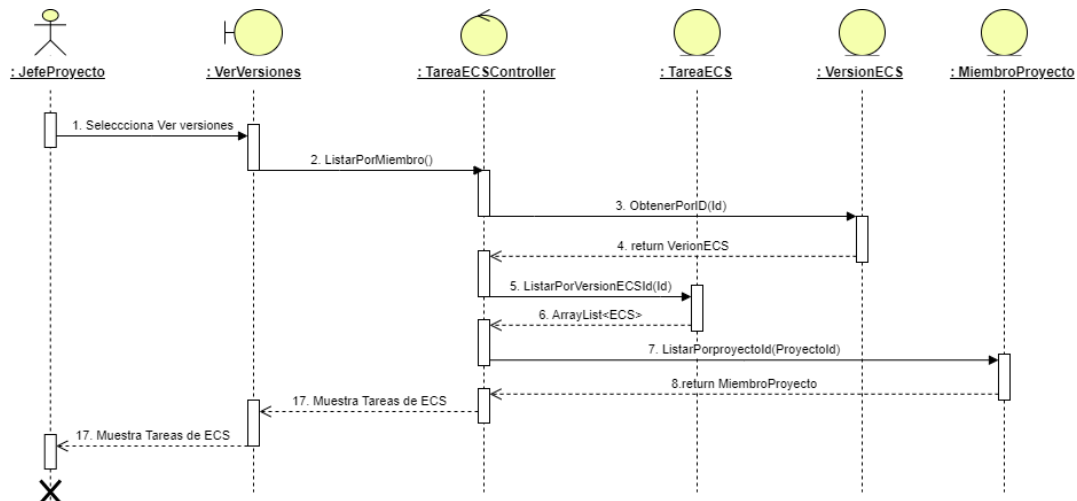 : JefeProyecto
: VerVersiones
: TareaECSController
: TareaECS
: VersionECS
: MiembroProyecto
1. Seleccciona Ver versiones
2. ListarPorMiembro()
3. ObtenerPorID(Id)
4. return VerionECS
5. ListarPorVersionECSId(Id)
6. ArrayList<ECS>
7. ListarPorproyectoId(ProyectoId)
8.return MiembroProyecto
17. Muestra Tareas de ECS
17. Muestra Tareas de ECS